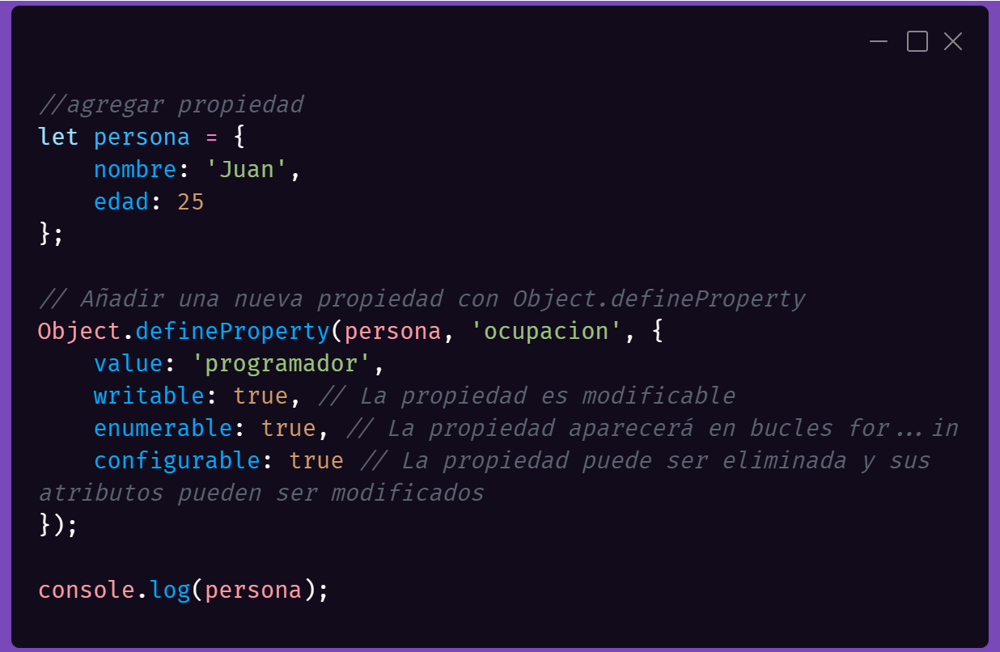 //agregar propiedad
let persona = {
    nombre: 'Juan',
    edad: 25
};

// Añadir una nueva propiedad con Object.defineProperty
Object.defineProperty(persona, 'ocupacion', {
    value: 'programador',
    writable: true, // La propiedad es modificable
    enumerable: true, // La propiedad aparecerá en bucles for...in
    configurable: true // La propiedad puede ser eliminada y sus
atributos pueden ser modificados
});

console.log(persona);